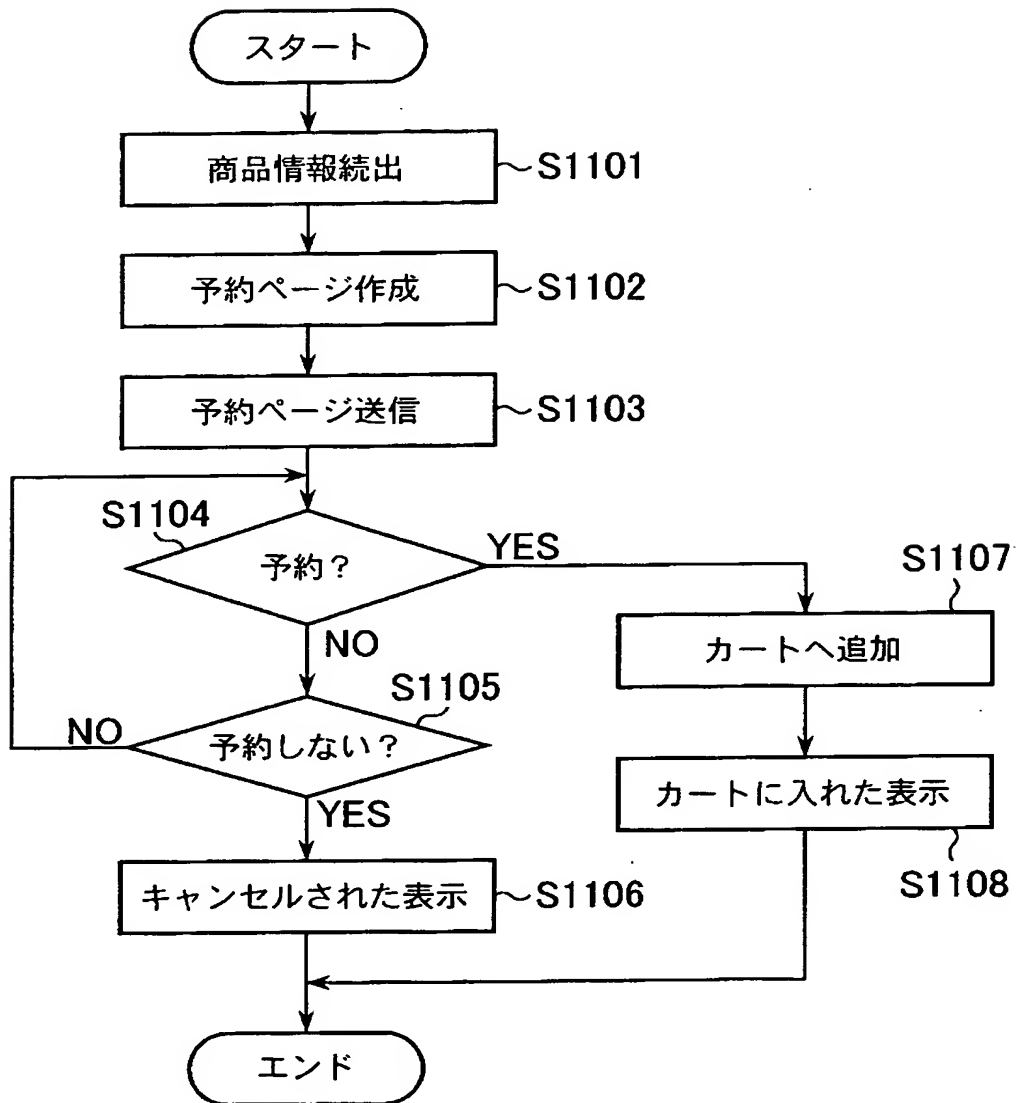 スタート
商品情報続出
S1101
予約ページ作成
S1102
予約ページ送信
S1103
S1104
予約？
YES
NO
S1105
予約しない？
NO
YES
キャンセルされた表示
S1106
S1107
カートへ追加
カートに入れた表示
S1108
エンド